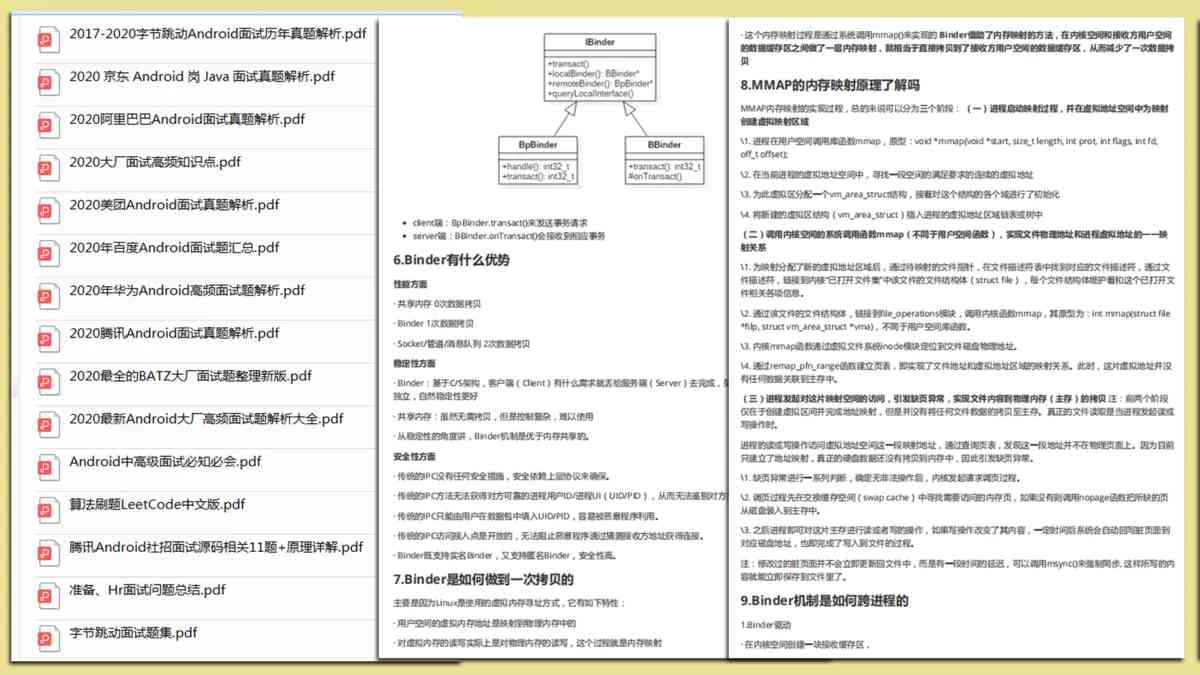 2017-2020字节跳动Android面试历年真题解析.pdf
2020 京东 Android 岗 Java 面试真题解析.pdf
2020阿里巴巴Android面试真题解析.pdf
2020大厂面试高频知识点.pdf
2020美团Android面试真题解析.pdf
2020年百度Android面试题汇总.pdf
2020年华为Android高频面试题解析.pdf
2020腾讯Android面试真题解析.pdf
2020最全的BATZ大厂面试题整理新版.pdf
2020最新Android大厂高频面试题解析大全.pdf
Android中高级面试必知必会.pdf
算法刷题LeetCode中文版.pdf
腾讯Android社招面试源码相关11题+原理详解.pdf
准备、Hr面试问题总结.pdf
字节跳动面试题集.pdf
IBinder
+transact()
+localBinder(): BBinder*
+remoteBinder(): BpBinder*
+queryLocalInterface()
BpBinder
+handle(): int32_t
+transact(): int32_t
BBinder
+transact(): int32_t
#onTransact()
• client端：BpBinder.transact()来发送事务请求
• server端：BBinder.onTransact()会接收到相应事务
6.Binder有什么优势
性能方面
· 共享内存 0次数据拷贝
· Binder 1次数据拷贝
· Socket/管道/消息队列 2次数据拷贝
稳定性方面
· Binder：基于C/S架构，客户端（Client）有什么需求就丢给服务端（Server）去完成，
独立，自然稳定性更好
· 共享内存：虽然无需拷贝，但是控制复杂，难以使用
· 从稳定性的角度讲，Binder机制是优于内存共享的。
安全性方面
· 传统的IPC没有任何安全措施，安全依赖上层协议来确保。
· 传统的IPC方法无法获得对方可靠的进程用户ID/进程UI（UID/PID），从而无法鉴别对方
· 传统的IPC只能由用户在数据包中填入UID/PID，容易被恶意程序利用。
· 传统的IPC访问接入点是开放的，无法阻止恶意程序通过猜测接收方地址获得连接。
· Binder既支持实名Binder，又支持匿名Binder，安全性高。
7.Binder是如何做到一次拷贝的
主要是因为Linux是使用的虚拟内存寻址方式，它有如下特性：
· 用户空间的虚拟内存地址是映射到物理内存中的
· 对虚拟内存的读写实际上是对物理内存的读写，这个过程就是内存映射
· 这个内存映射过程是通过系统调用mmap()来实现的 Binder借助了内存映射的方法，在内核空间和接收方用户空间
的数据缓存区之间做了一层内存映射，就相当于直接拷贝到了接收方用户空间的数据缓存区，从而减少了一次数据拷
贝
8.MMAP的内存映射原理了解吗
MMAP内存映射的实现过程，总的来说可以分为三个阶段：（一）进程启动映射过程，并在虚拟地址空间中为映射
创建虚拟映射区域
\1. 进程在用户空间调用库函数mmap，原型：void *mmap(void *start, size_t length, int prot, int flags, int fd,
off_t offset);
\2. 在当前进程的虚拟地址空间中，寻找一段空闲的满足要求的连续的虚拟地址
\3. 为此虚拟区分配一个vm_area_struct结构，接着对这个结构的各个域进行了初始化
\4. 将新建的虚拟区结构（vm_area_struct）插入进程的虚拟地址区域链表或树中
（二）调用内核空间的系统调用函数mmap（不同于用户空间函数），实现文件物理地址和进程虚拟地址的一一映
射关系
\1. 为映射分配了新的虚拟地址区域后，通过待映射的文件指针，在文件描述符表中找到对应的文件描述符，通过文
件描述符，链接到内核"已打开文件集"中该文件的文件结构体（struct file），每个文件结构体维护着和这个已打开文
件相关各项信息。
\2. 通过该文件的文件结构体，链接到file_operations模块，调用内核函数mmap，其原型为：int mmap(struct file
*filp, struct vm_area_struct *vma)，不同于用户空间库函数。
\3. 内核mmap函数通过虚拟文件系统inode模块定位到文件磁盘物理地址。
\4. 通过remap_pfn_range函数建立页表，即实现了文件地址和虚拟地址区域的映射关系。此时，这片虚拟地址并没
有任何数据关联到主存中。
（三）进程发起对这片映射空间的访问，引发缺页异常，实现文件内容到物理内存（主存）的拷贝 注：前两个阶段
仅在于创建虚拟区间并完成地址映射，但是并没有将任何文件数据的拷贝至主存。真正的文件读取是当进程发起读或
写操作时。
进程的读或写操作访问虚拟地址空间这一段映射地址，通过查询页表，发现这一段地址并不在物理页面上。因为目前
只建立了地址映射，真正的硬盘数据还没有拷贝到内存中，因此引发缺页异常。
\1. 缺页异常进行一系列判断，确定无非法操作后，内核发起请求调页过程。
\2. 调页过程先在交换缓存空间（swap cache）中寻找需要访问的内存页，如果没有则调用nopage函数把所缺的页
从磁盘装入到主存中。
\3. 之后进程即可对这片主存进行读或者写的操作，如果写操作改变了其内容，一定时间后系统会自动回写脏页面到
对应磁盘地址，也即完成了写入到文件的过程。
注：修改过的脏页面并不会立即更新回文件中，而是有一段时间的延迟，可以调用msync()来强制同步, 这样所写的内
容就能立即保存到文件里了。
9.Binder机制是如何跨进程的
1.Binder驱动
· 在内核空间创建一块接收缓存区，